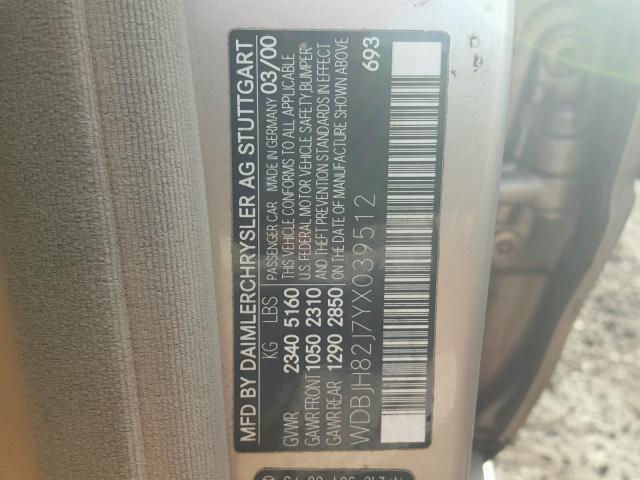 MFD BY DAIMLERCHRYSLER AG STUTTGART
KG LBS PASSENGER CAR MADE IN GERMANY 03/00
GVWR 2340 5160 THIS VEHICLE CONFORMS TO ALL APPLICABLE
GAWR FRONT 1050 2310 U.S. FEDERAL MOTOR VEHICLE SAFETY,BUMPER
AND THEFT PREVENTION STANDARDS IN EFFECT
GAWR REAR 1290 2850 ON THE DATE OF MANUFACTURE SHOWN ABOVE
WDBJH82J7YX039512 693